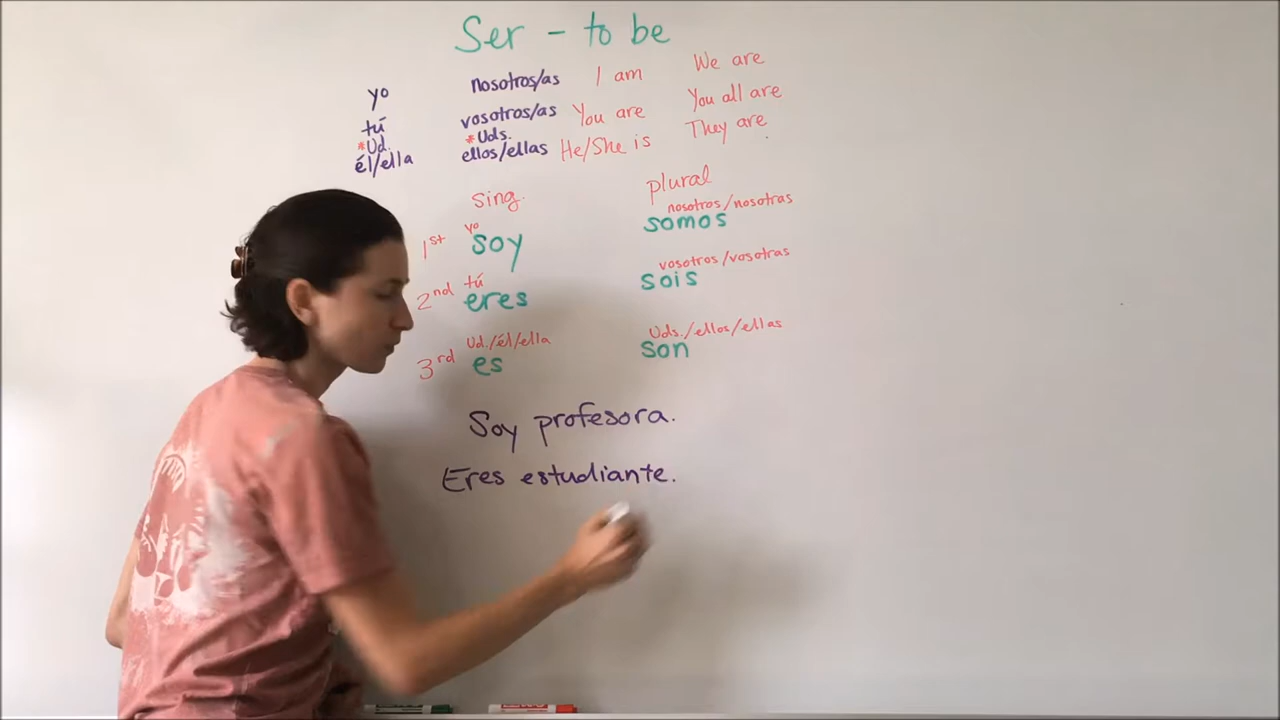 Ser - to be
yo nosotros/as I am We are
tú vosotros/as You are You all are
*Ud. *Uds.
él/ella ellos/ellas He/She is They are
sing. plural
yo nosotros/nosotras
1st soy somos
tú vosotros/vosotras
2nd eres sois
Ud./él/ella Uds./ellos/ellas
3rd es son
Soy profesora.
Eres estudiante.